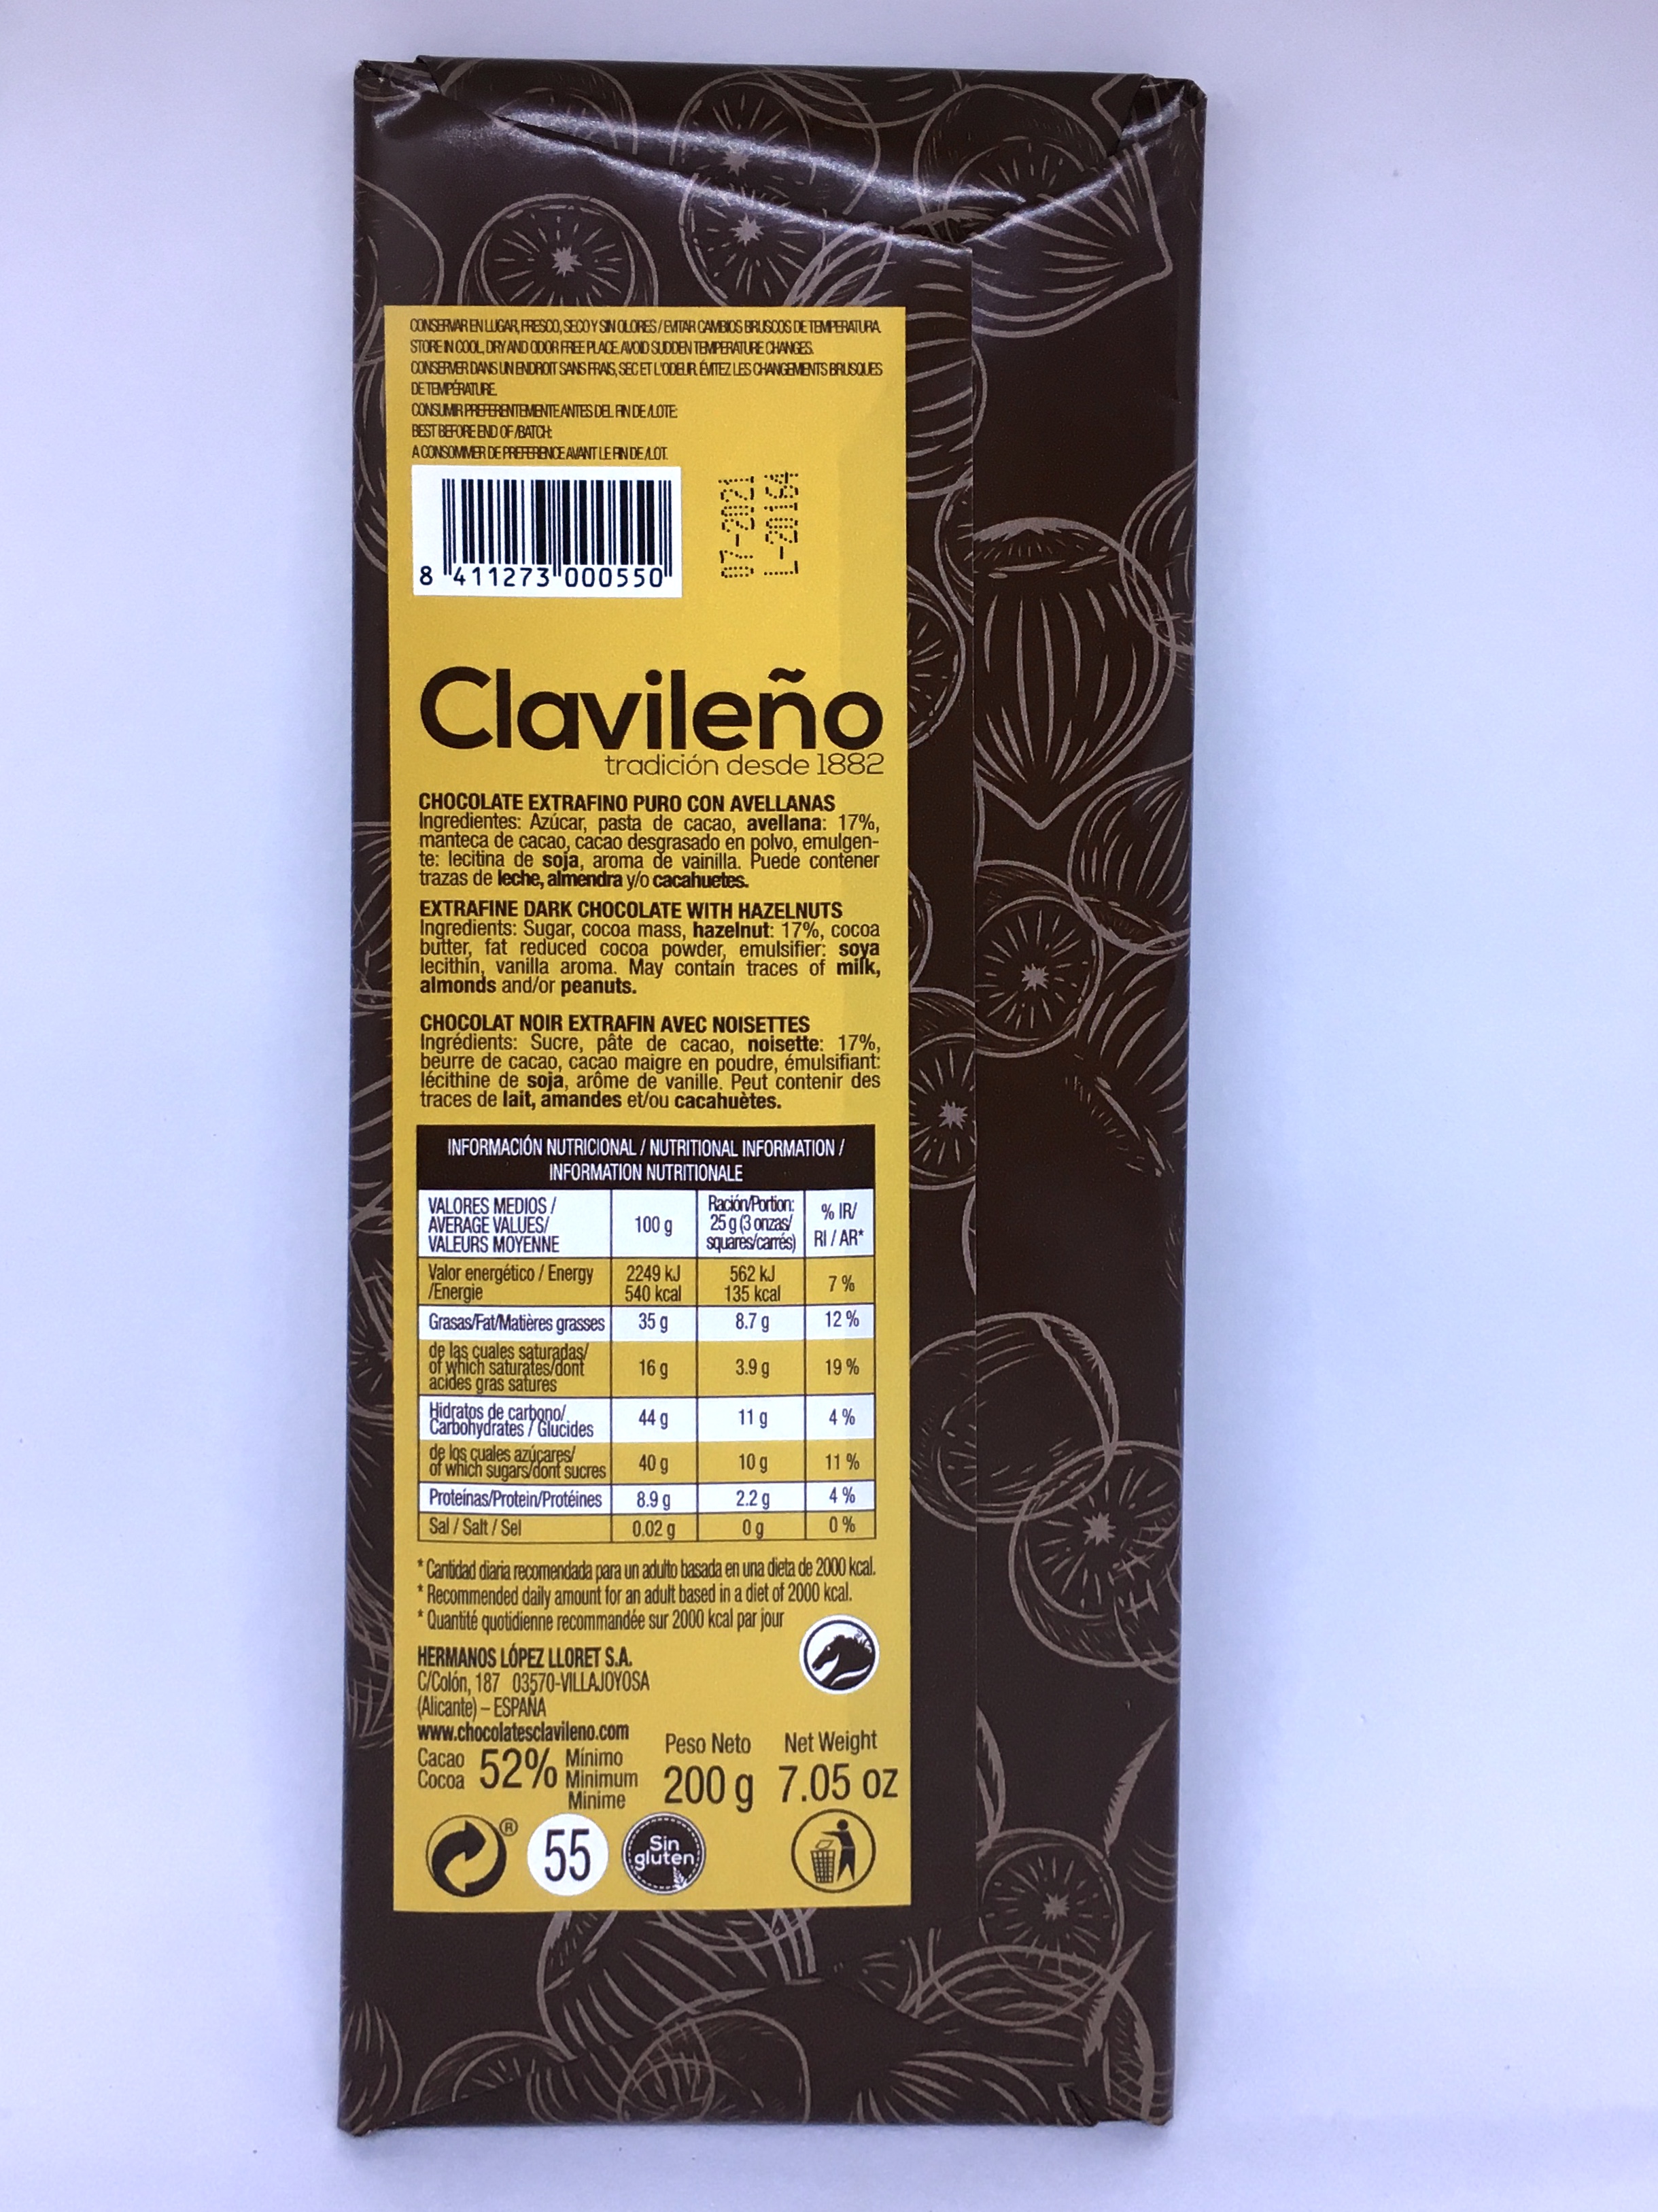 CONSERVAR EN LUGAR, FRESCO, SECO Y SIN OLORES / EVITAR CAMBIOS BRUSCOS DE TEMPERATURA.
STORE IN COOL, DRY AND ODOR FREE PLACE. AVOID SUDDEN TEMPERATURE CHANGES.
CONSERVER DANS UN ENDROIT SANS FRAIS, SEC ET L'ODEUR. ÉVITEZ LES CHANGEMENTS BRUSQUES
DE TEMPÉRATURE.
CONSUMIR PREFERENTEMENTE ANTES DEL FIN DE /LOTE:
BEST BEFORE END OF /BATCH:
A CONSOMMER DE PREFERENCE AVANT LE FIN DE /LOT.
07-2021
L-20164
8 411273 000550
Clavileño
tradición desde 1882
CHOCOLATE EXTRAFINO PURO CON AVELLANAS
Ingredientes: Azúcar, pasta de cacao, avellana: 17%,
manteca de cacao, cacao desgrasado en polvo, emulgen-
te: lecitina de soja, aroma de vainilla. Puede contener
trazas de leche, almendra y/o cacahuetes.
EXTRAFINE DARK CHOCOLATE WITH HAZELNUTS
Ingredients: Sugar, cocoa mass, hazelnut: 17%, cocoa
butter, fat reduced cocoa powder, emulsifier: soya
lecithin, vanilla aroma. May contain traces of milk,
almonds and/or peanuts.
CHOCOLAT NOIR EXTRAFIN AVEC NOISETTES
Ingrédients: Sucre, pâte de cacao, noisette: 17%,
beurre de cacao, cacao maigre en poudre, émulsifiant:
lécithine de soja, arôme de vanille. Peut contenir des
traces de lait, amandes et/ou cacahuètes.
INFORMACIÓN NUTRICIONAL / NUTRITIONAL INFORMATION /
INFORMATION NUTRITIONALE
VALORES MEDIOS /
AVERAGE VALUES/
VALEURS MOYENNE
100 g
Ración/Portion:
25 g (3 onzas/
squares/carrés)
% IR/
RI / AR*
Valor energético / Energy
/Energie
2249 kJ
540 kcal
562 kJ
135 kcal
7 %
Grasas/Fat/Matières grasses 35 g 8.7 g 12 %
de las cuales saturadas/
of which saturates/dont
acides gras satures
16 g 3.9 g 19 %
Hidratos de carbono/
Carbohydrates / Glucides
44 g 11 g 4 %
de los cuales azúcares/
of which sugars/dont sucres
40 g 10 g 11 %
Proteínas/Protein/Protéines 8.9 g 2.2 g 4 %
Sal / Salt / Sel 0.02 g 0 g 0 %
* Cantidad diaria recomendada para un adulto basada en una dieta de 2000 kcal.
* Recommended daily amount for an adult based in a diet of 2000 kcal.
* Quantité quotidienne recommandée sur 2000 kcal par jour
HERMANOS LÓPEZ LLORET S.A.
C/Colón, 187 03570-VILLAJOYOSA
(Alicante) – ESPAÑA
www.chocolatesclavileno.com
Cacao
Cocoa
52%
Mínimo
Minimum
Minime
Peso Neto
200 g
Net Weight
7.05 oz
®
55
Sin
gluten